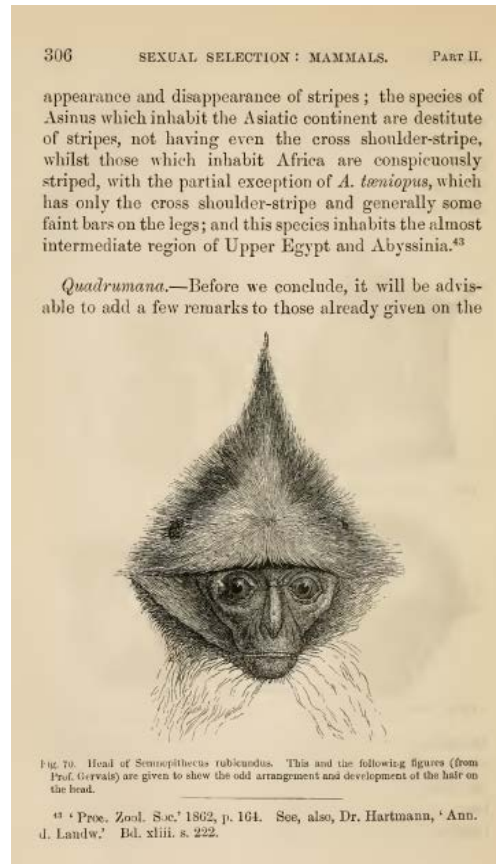 306 SEXUAL SELECTION: MAMMALS. PART II.
appearance and disappearance of stripes; the species of
Asinus which inhabit the Asiatic continent are destitute
of stripes, not having even the cross shoulder-stripe,
whilst those which inhabit Africa are conspicuously
striped, with the partial exception of A. tæniopus, which
has only the cross shoulder-stripe and generally some
faint bars on the legs; and this species inhabits the almost
intermediate region of Upper Egypt and Abyssinia.⁴³
Quadrumana.—Before we conclude, it will be advis-
able to add a few remarks to those already given on the
Fig. 70. Head of Semnopithecus rubicundus. This and the following figures (from
Prof. Gervais) are given to shew the odd arrangement and development of the hair on
the head.
⁴³ ‘Proc. Zool. Soc.’ 1862, p. 164. See, also, Dr. Hartmann, ‘Ann.
d. Landw.’ Bd. xliii. s. 222.